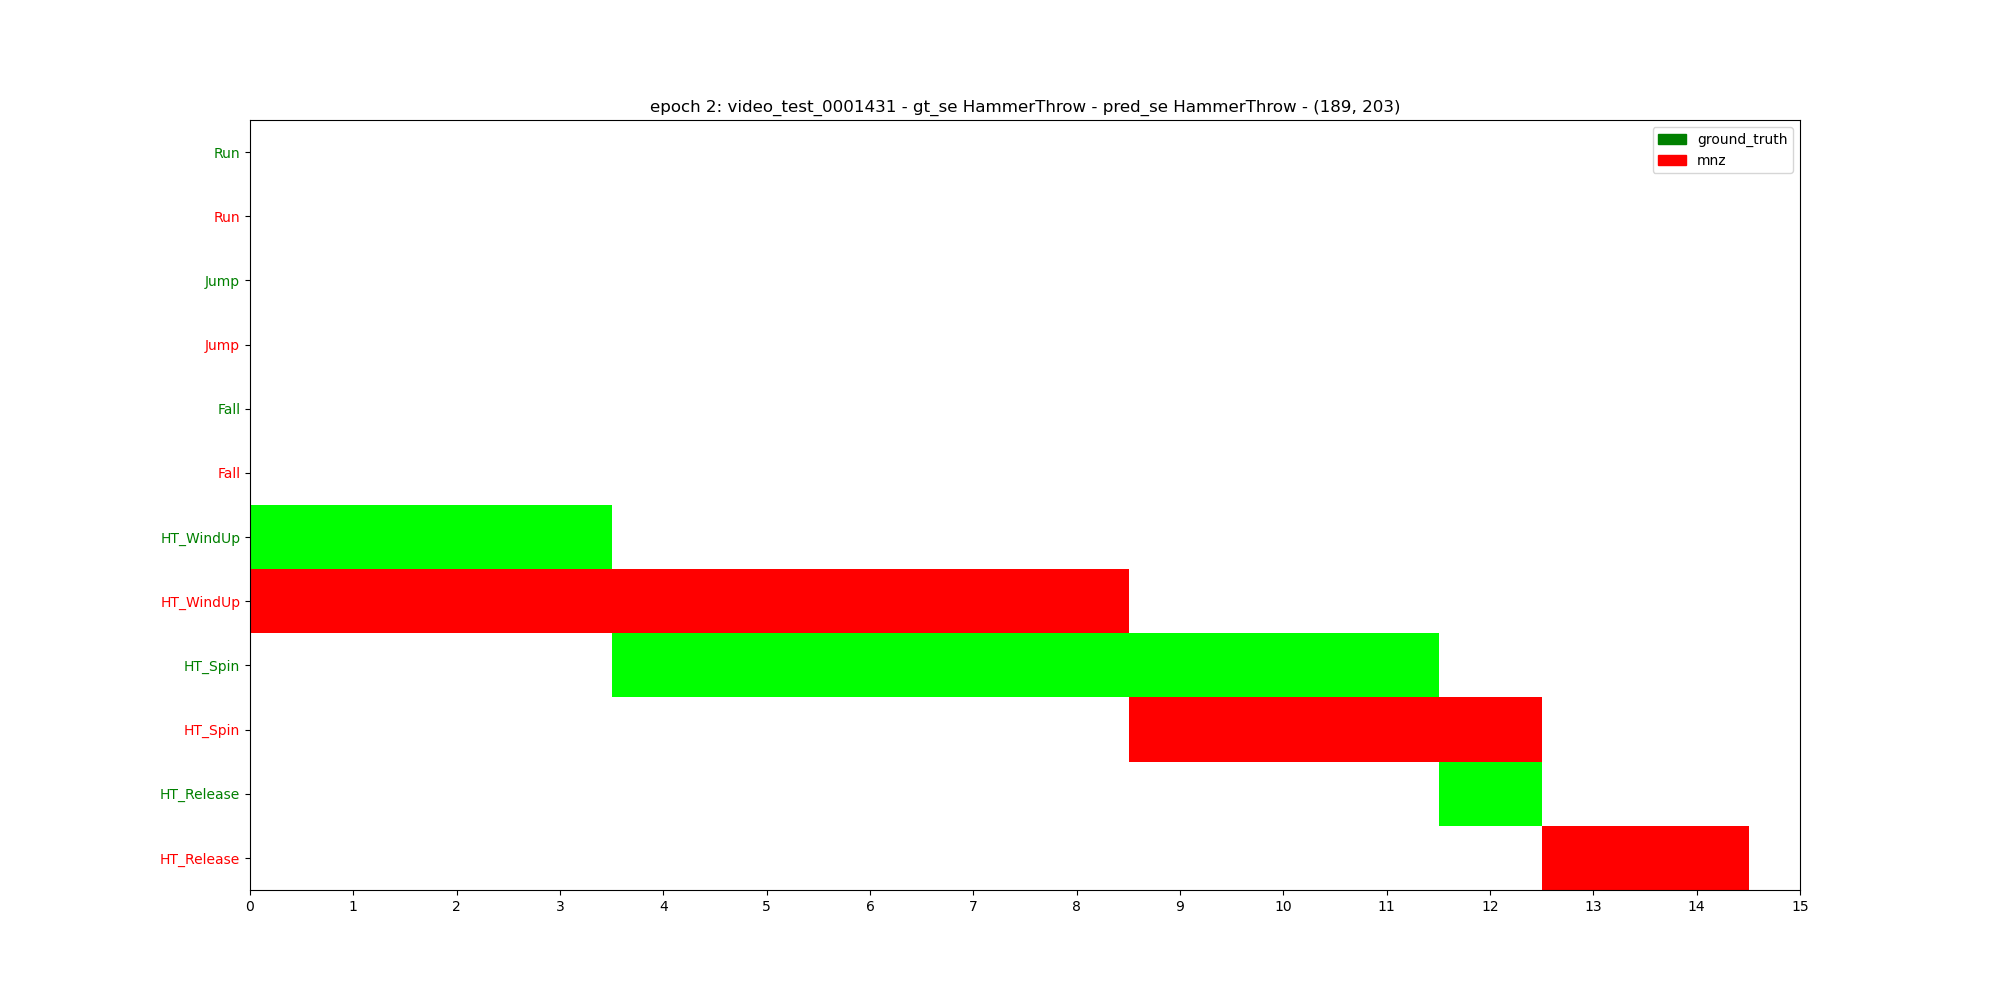 epoch 2: video_test_0001431 - gt_se HammerThrow - pred_se HammerThrow - (189, 203)
ground_truth
mnz
Run
Run
Jump
Jump
Fall
Fall
HT_WindUp
HT_WindUp
HT_Spin
HT_Spin
HT_Release
HT_Release
0 1 2 3 4 5 6 7 8 9 10 11 12 13 14 15